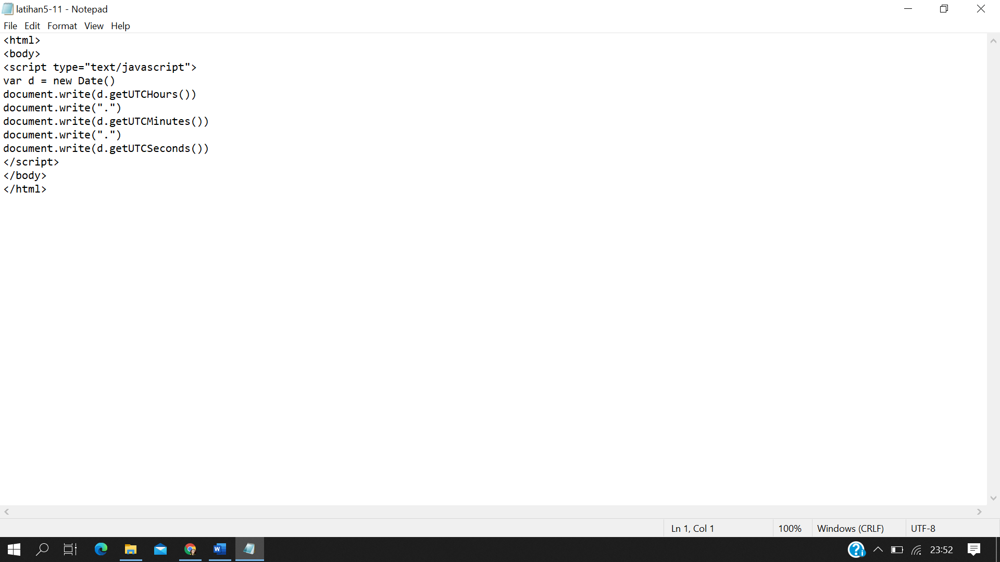 latihan5-11 - Notepad
File Edit Format View Help
<html>
<body>
<script type="text/javascript">
var d = new Date()
document.write(d.getUTCHours())
document.write(".")
document.write(d.getUTCMinutes())
document.write(".")
document.write(d.getUTCSeconds())
</script>
</body>
</html>
Ln 1, Col 1 100% Windows (CRLF) UTF-8
23:52